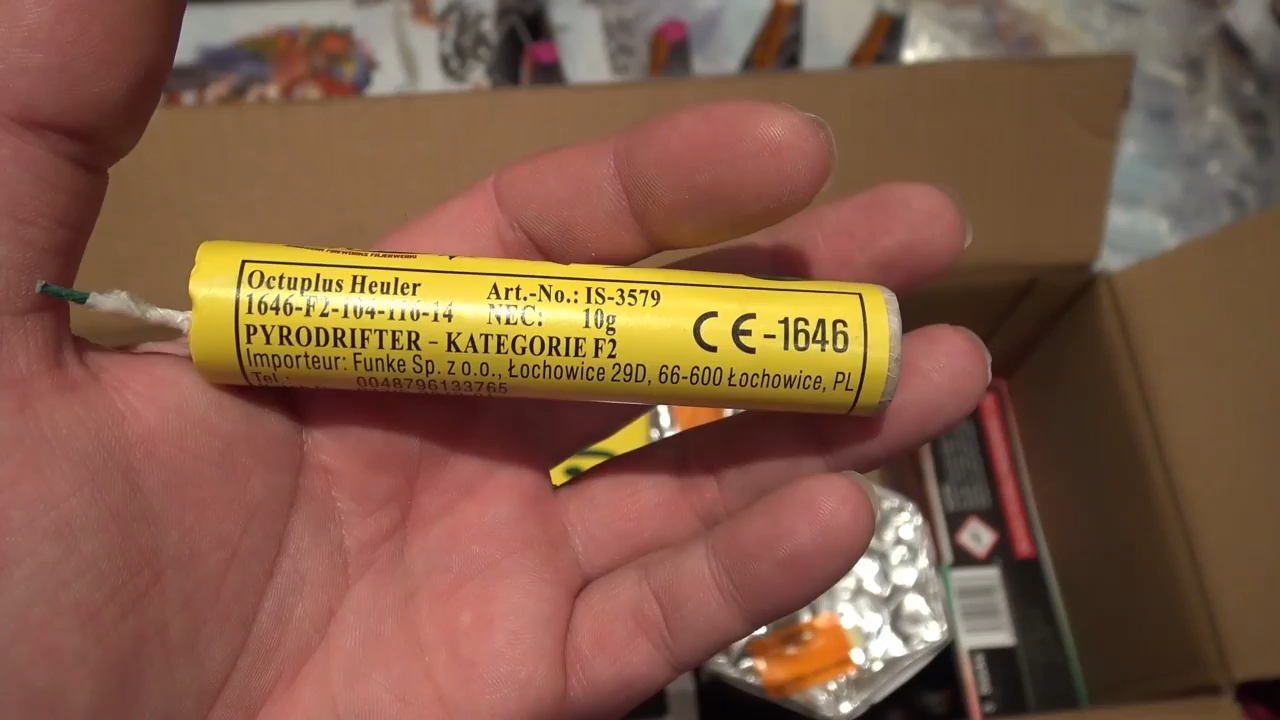 Octuplus Heuler Art.-No.: IS-3579
1646-F2-104-116-14 NEC: 10g
PYRODRIFTER - KATEGORIE F2
CE-1646
Importeur: Funke Sp. z o.o., Łochowice 29D, 66-600 Łochowice, PL
Tel.: 0048796133765